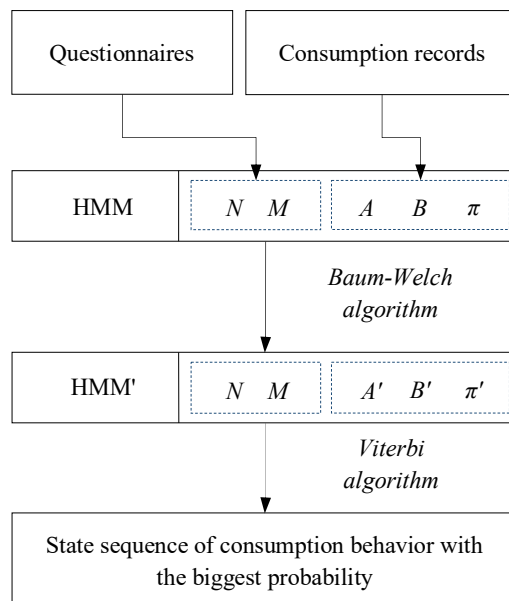 Questionnaires
Consumption records
HMM
N M
A B π
Baum-Welch
algorithm
HMM'
N M
A' B' π'
Viterbi
algorithm
State sequence of consumption behavior with
the biggest probability